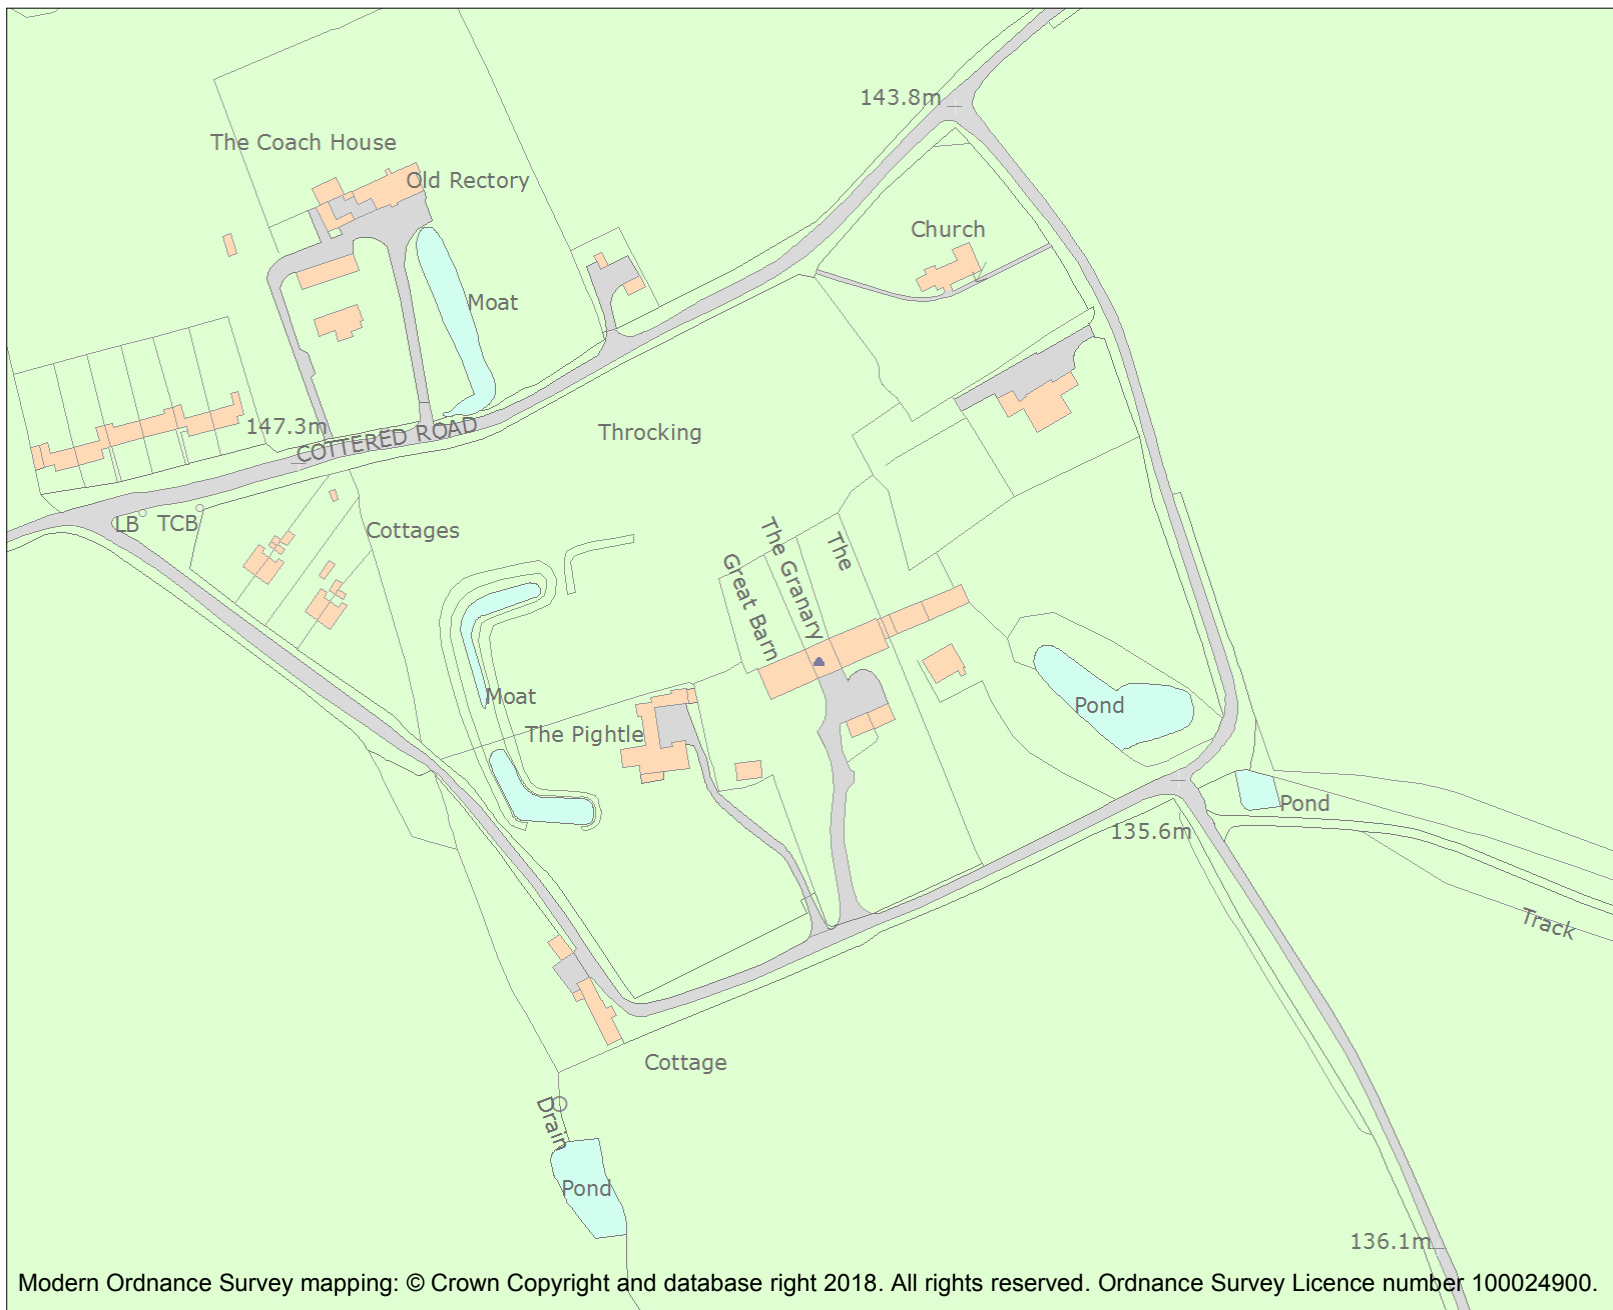 143.8m
The Coach House
Old Rectory
Church
Moat
147.3m
COTTERED ROAD
Throcking
LB
TCB
Cottages
The
The Granary
Great Barn
Moat
The Pightle
Pond
Pond
135.6m
Track
Cottage
Drain
Pond
136.1m
Modern Ordnance Survey mapping: © Crown Copyright and database right 2018. All rights reserved. Ordnance Survey Licence number 100024900.